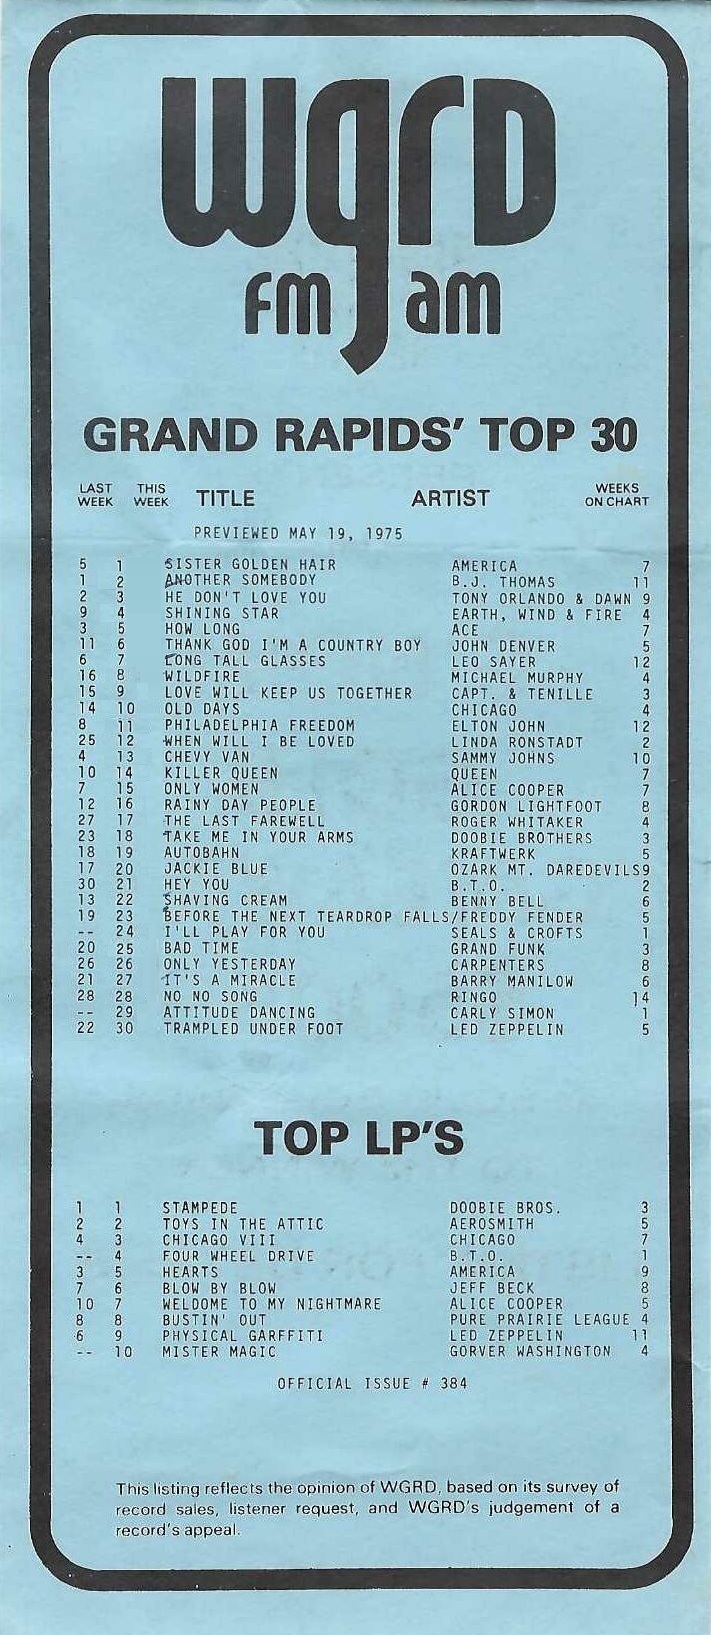 wgrD
fm am
GRAND RAPIDS' TOP 30
LAST WEEK THIS WEEK TITLE ARTIST WEEKS ON CHART
PREVIEWED MAY 19, 1975
5 1 SISTER GOLDEN HAIR AMERICA 7
1 2 ANOTHER SOMEBODY B.J. THOMAS 11
2 3 HE DON'T LOVE YOU TONY ORLANDO & DAWN 9
9 4 SHINING STAR EARTH, WIND & FIRE 4
3 5 HOW LONG ACE 7
11 6 THANK GOD I'M A COUNTRY BOY JOHN DENVER 5
6 7 LONG TALL GLASSES LEO SAYER 12
16 8 WILDFIRE MICHAEL MURPHY 4
15 9 LOVE WILL KEEP US TOGETHER CAPT. & TENILLE 3
14 10 OLD DAYS CHICAGO 4
8 11 PHILADELPHIA FREEDOM ELTON JOHN 12
25 12 WHEN WILL I BE LOVED LINDA RONSTADT 2
4 13 CHEVY VAN SAMMY JOHNS 10
10 14 KILLER QUEEN QUEEN 7
7 15 ONLY WOMEN ALICE COOPER 7
12 16 RAINY DAY PEOPLE GORDON LIGHTFOOT 8
27 17 THE LAST FAREWELL ROGER WHITAKER 4
23 18 TAKE ME IN YOUR ARMS DOOBIE BROTHERS 3
18 19 AUTOBAHN KRAFTWERK 5
17 20 JACKIE BLUE OZARK MT. DAREDEVILS9
30 21 HEY YOU B.T.O. 2
13 22 SHAVING CREAM BENNY BELL 6
19 23 BEFORE THE NEXT TEARDROP FALLS/FREDDY FENDER 5
-- 24 I'LL PLAY FOR YOU SEALS & CROFTS 1
20 25 BAD TIME GRAND FUNK 3
26 26 ONLY YESTERDAY CARPENTERS 8
21 27 IT'S A MIRACLE BARRY MANILOW 6
28 28 NO NO SONG RINGO 14
-- 29 ATTITUDE DANCING CARLY SIMON 1
22 30 TRAMPLED UNDER FOOT LED ZEPPELIN 5
TOP LP'S
1 1 STAMPEDE DOOBIE BROS. 3
2 2 TOYS IN THE ATTIC AEROSMITH 5
4 3 CHICAGO VIII CHICAGO 7
-- 4 FOUR WHEEL DRIVE B.T.O. 1
3 5 HEARTS AMERICA 9
7 6 BLOW BY BLOW JEFF BECK 8
10 7 WELDOME TO MY NIGHTMARE ALICE COOPER 5
8 8 BUSTIN' OUT PURE PRAIRIE LEAGUE 4
6 9 PHYSICAL GARFFITI LED ZEPPELIN 11
-- 10 MISTER MAGIC GORVER WASHINGTON 4
OFFICIAL ISSUE # 384
This listing reflects the opinion of WGRD, based on its survey of
record sales, listener request, and WGRD's judgement of a
record's appeal.